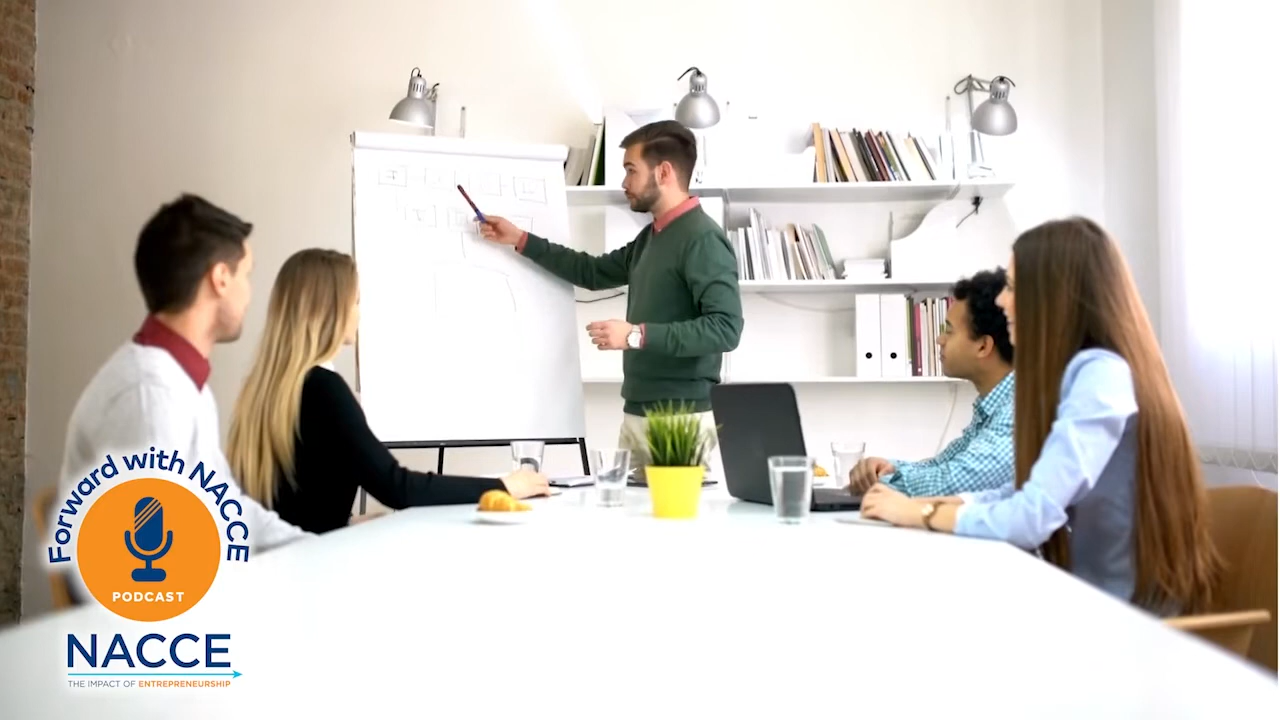 Forward with NACCE
PODCAST
NACCE
THE IMPACT OF ENTREPRENEURSHIP